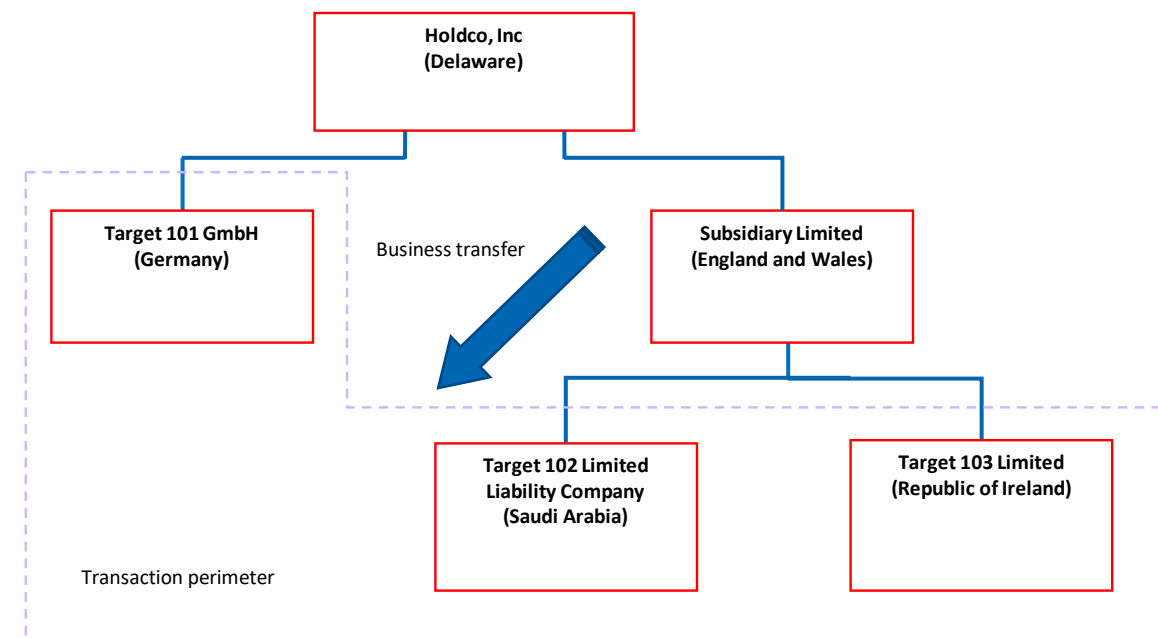 Holdco, Inc
(Delaware)
Target 101 GmbH
(Germany)
Business transfer
Subsidiary Limited
(England and Wales)
Target 102 Limited
Liability Company
(Saudi Arabia)
Target 103 Limited
(Republic of Ireland)
Transaction perimeter